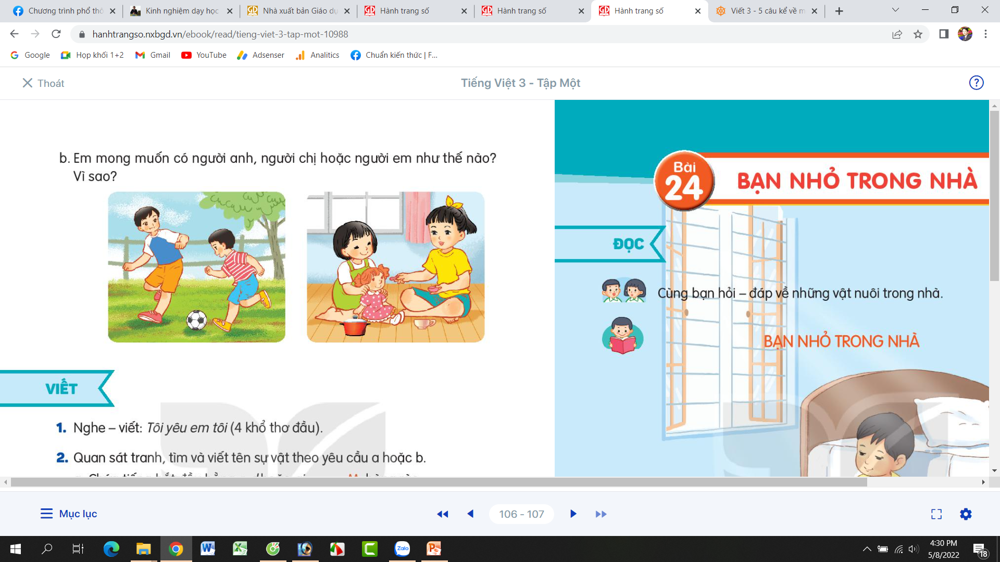 Chương trình phổ thô
Kinh nghiệm dạy học
Nhà xuất bản Giáo dụ
Hành trang số
Hành trang số
Hành trang số
Viết 3 - 5 câu kể về m
hanhtrangso.nxbgd.vn/ebook/read/tieng-viet-3-tap-mot-10988
Google
Họp khối 1+2
Gmail
YouTube
Adsenser
Analitics
Chuẩn kiến thức | F...
Thoát
Tiếng Việt 3 - Tập Một
?
b. Em mong muốn có người anh, người chị hoặc người em như thế nào?
Vì sao?
VIẾT
1. Nghe – viết: Tôi yêu em tôi (4 khổ thơ đầu).
2. Quan sát tranh, tìm và viết tên sự vật theo yêu cầu a hoặc b.
Bài
24
BẠN NHỎ TRONG NHÀ
ĐỌC
Cùng bạn hỏi – đáp về những vật nuôi trong nhà.
BẠN NHỎ TRONG NHÀ
Mục lục
106 - 107
Zalo
4:30 PM
5/8/2022
18